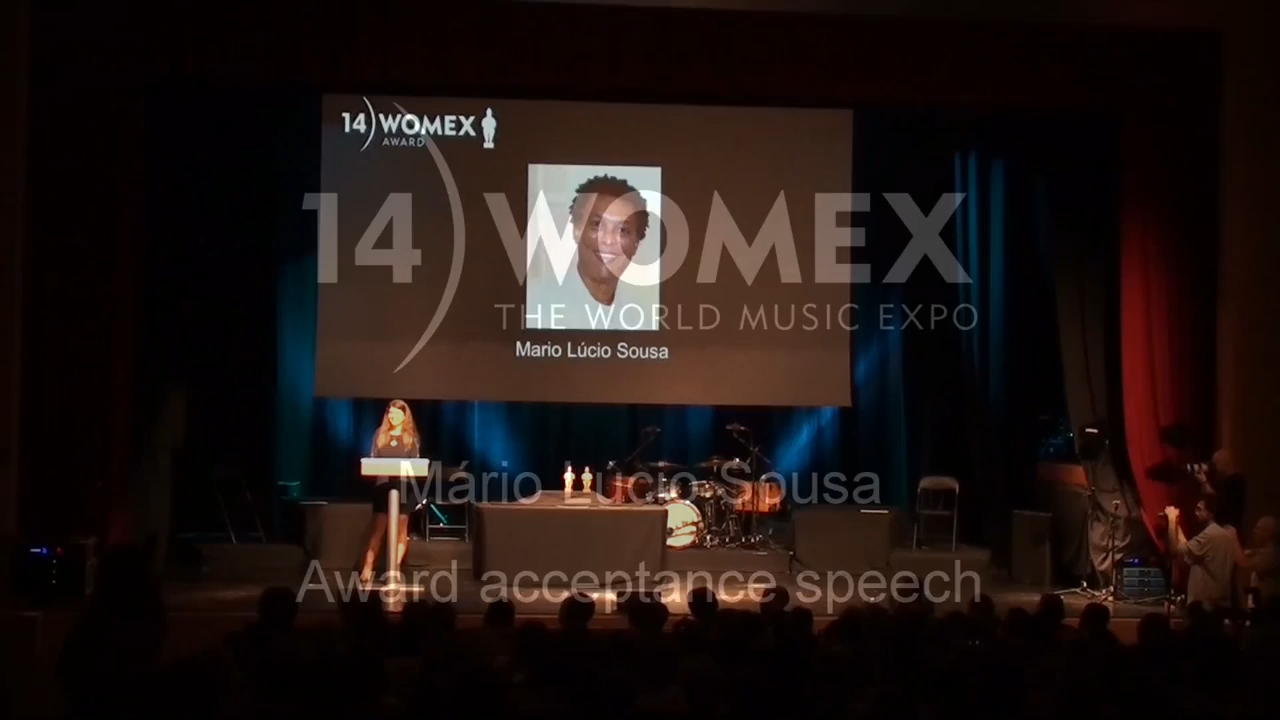 14) WOMEX
AWARD
14) WOMEX
THE WORLD MUSIC EXPO
Mario Lúcio Sousa
Mário Lúcio Sousa
Award acceptance speech